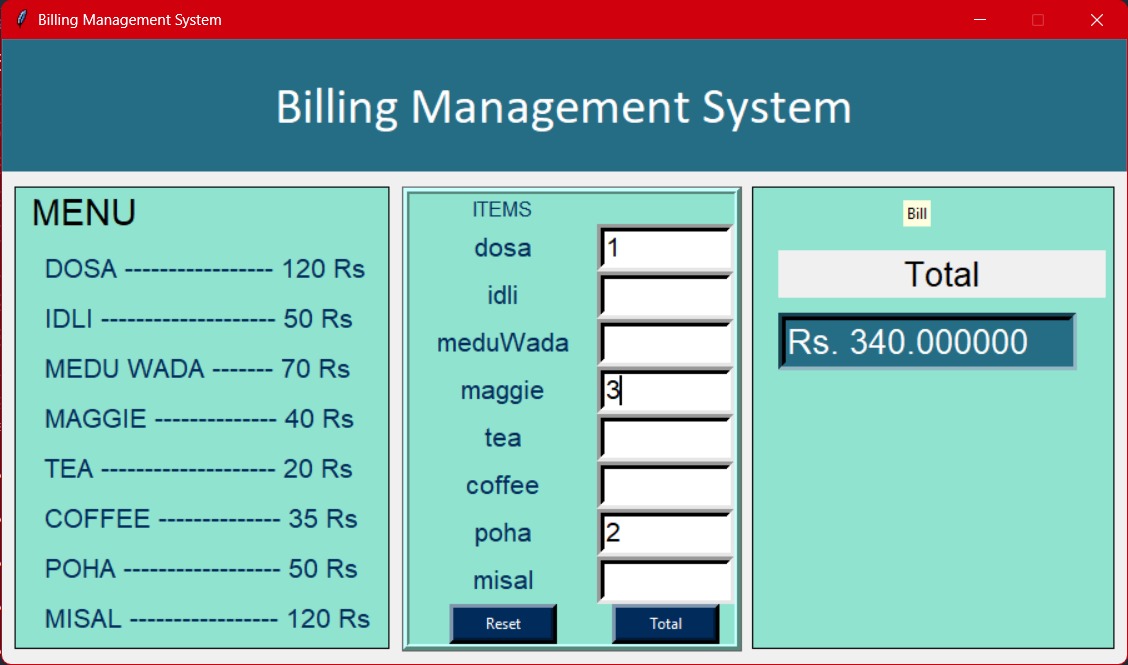 Billing Management System
Billing Management System
MENU
DOSA ----------------- 120 Rs
IDLI -------------------- 50 Rs
MEDU WADA ------- 70 Rs
MAGGIE -------------- 40 Rs
TEA -------------------- 20 Rs
COFFEE -------------- 35 Rs
POHA ------------------ 50 Rs
MISAL ----------------- 120 Rs
ITEMS
dosa 1
idli
meduWada
maggie 3
tea
coffee
poha 2
misal
Reset Total
Bill
Total
Rs. 340.000000